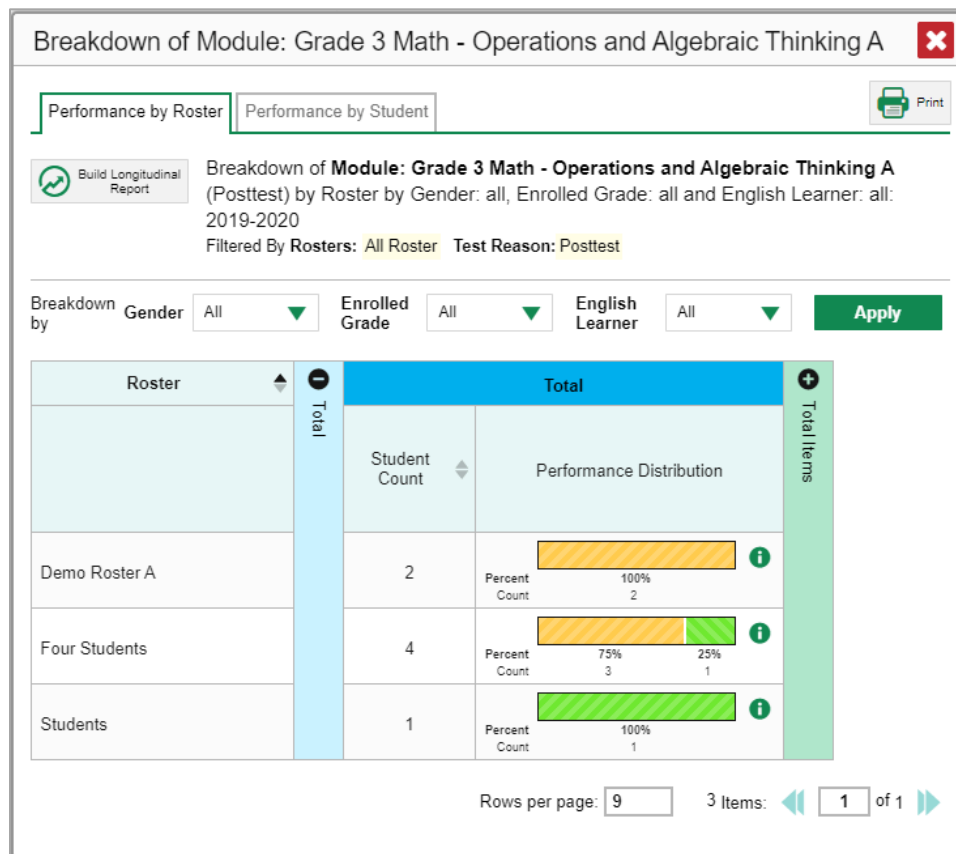 Breakdown of Module: Grade 3 Math - Operations and Algebraic Thinking A
Performance by Roster
Performance by Student
Print
Build Longitudinal
Report
Breakdown of Module: Grade 3 Math - Operations and Algebraic Thinking A
(Posttest) by Roster by Gender: all, Enrolled Grade: all and English Learner: all:
2019-2020
Filtered By Rosters: All Roster Test Reason: Posttest
Breakdown
by
Gender
All
Enrolled
Grade
All
English
Learner
All
Apply
Roster
Total
Total
Total Items
Student
Count
Performance Distribution
Demo Roster A
2
Percent 100%
Count 2
Four Students
4
Percent 75% 25%
Count 3 1
Students
1
Percent 100%
Count 1
Rows per page: 9 3 Items: 1 of 1